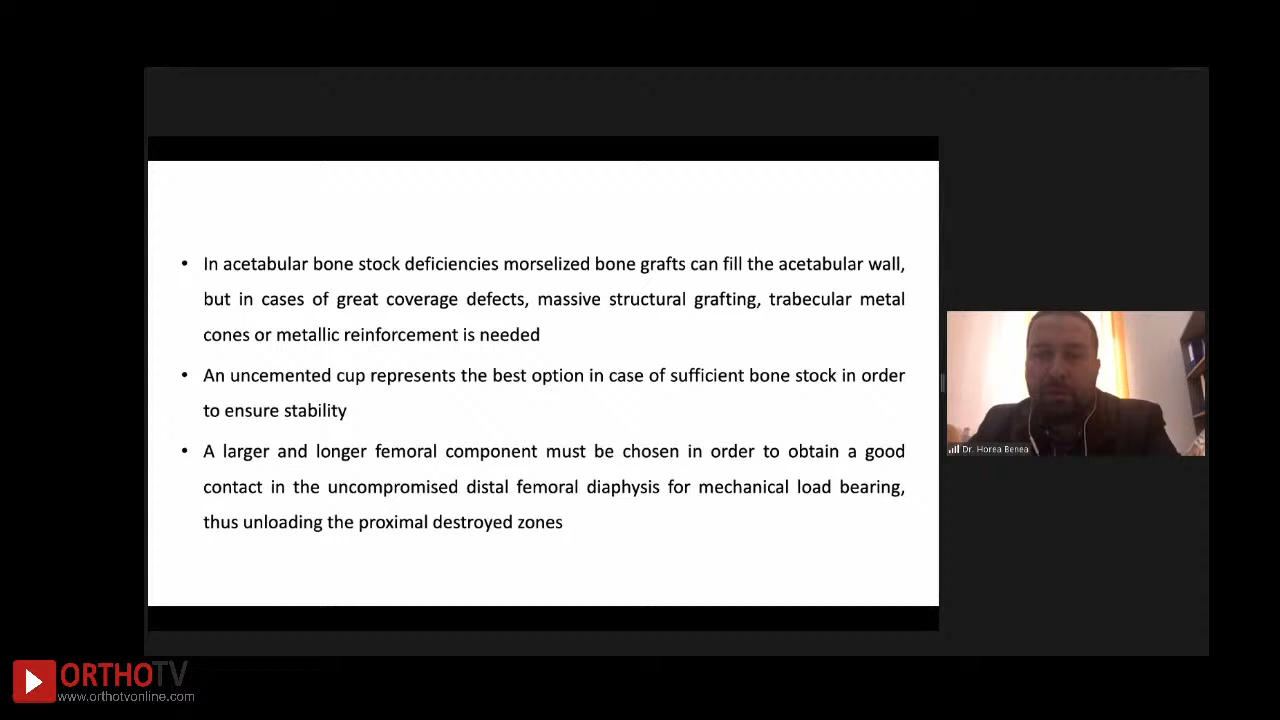 • In acetabular bone stock deficiencies morselized bone grafts can fill the acetabular wall,
but in cases of great coverage defects, massive structural grafting, trabecular metal
cones or metallic reinforcement is needed
• An uncemented cup represents the best option in case of sufficient bone stock in order
to ensure stability
• A larger and longer femoral component must be chosen in order to obtain a good
contact in the uncompromised distal femoral diaphysis for mechanical load bearing,
thus unloading the proximal destroyed zones
Dr. Horea Benea
ORTHOTV
www.orthotvonline.com